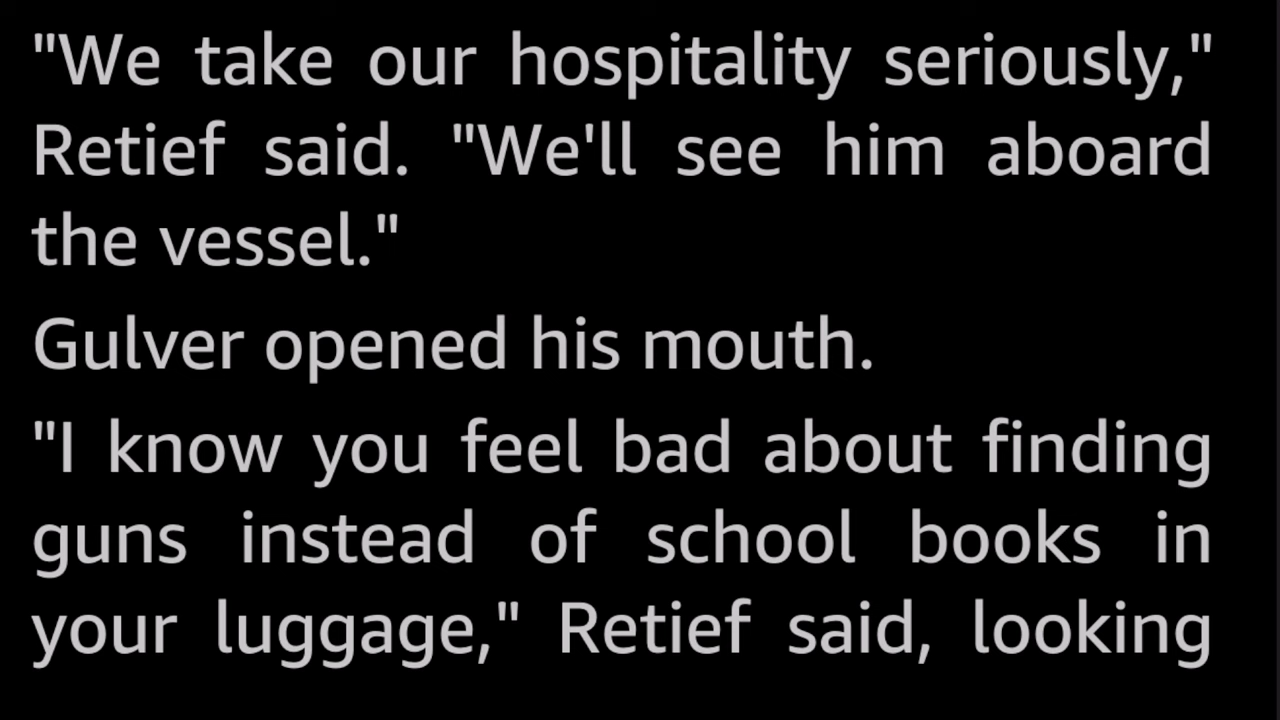 "We take our hospitality seriously,"
Retief said. "We'll see him aboard
the vessel."
Gulver opened his mouth.
"I know you feel bad about finding
guns instead of school books in
your luggage," Retief said, looking